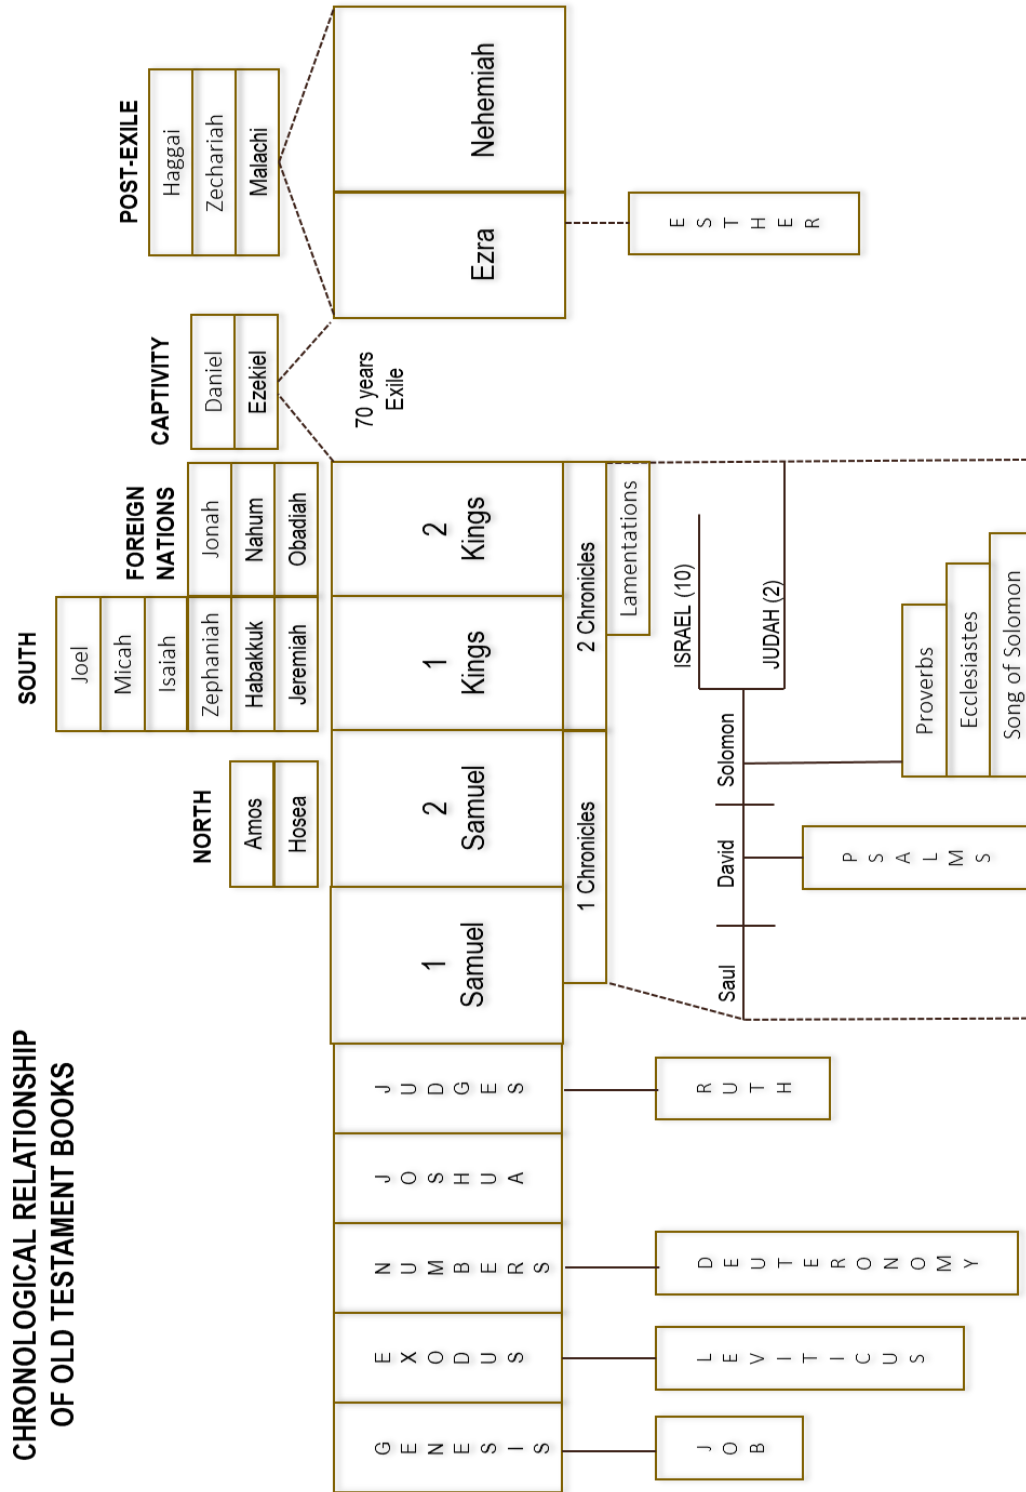 CHRONOLOGICAL RELATIONSHIP
OF OLD TESTAMENT BOOKS
NORTH
Amos
Hosea
SOUTH
Joel
Micah
Isaiah
Zephaniah
Habakkuk
Jeremiah
FOREIGN
NATIONS
Jonah
Nahum
Obadiah
CAPTIVITY
Daniel
Ezekiel
POST-EXILE
Haggai
Zechariah
Malachi
GENESIS
EXODUS
NUMBERS
JOSHUA
JUDGES
1
Samuel
2
Samuel
1
Kings
2
Kings
70 years
Exile
Ezra
Nehemiah
1 Chronicles
2 Chronicles
Lamentations
JOB
LEVITICUS
DEUTERONOMY
RUTH
Saul
David
Solomon
ISRAEL (10)
JUDAH (2)
PSALMS
Proverbs
Ecclesiastes
Song of Solomon
ESTHER